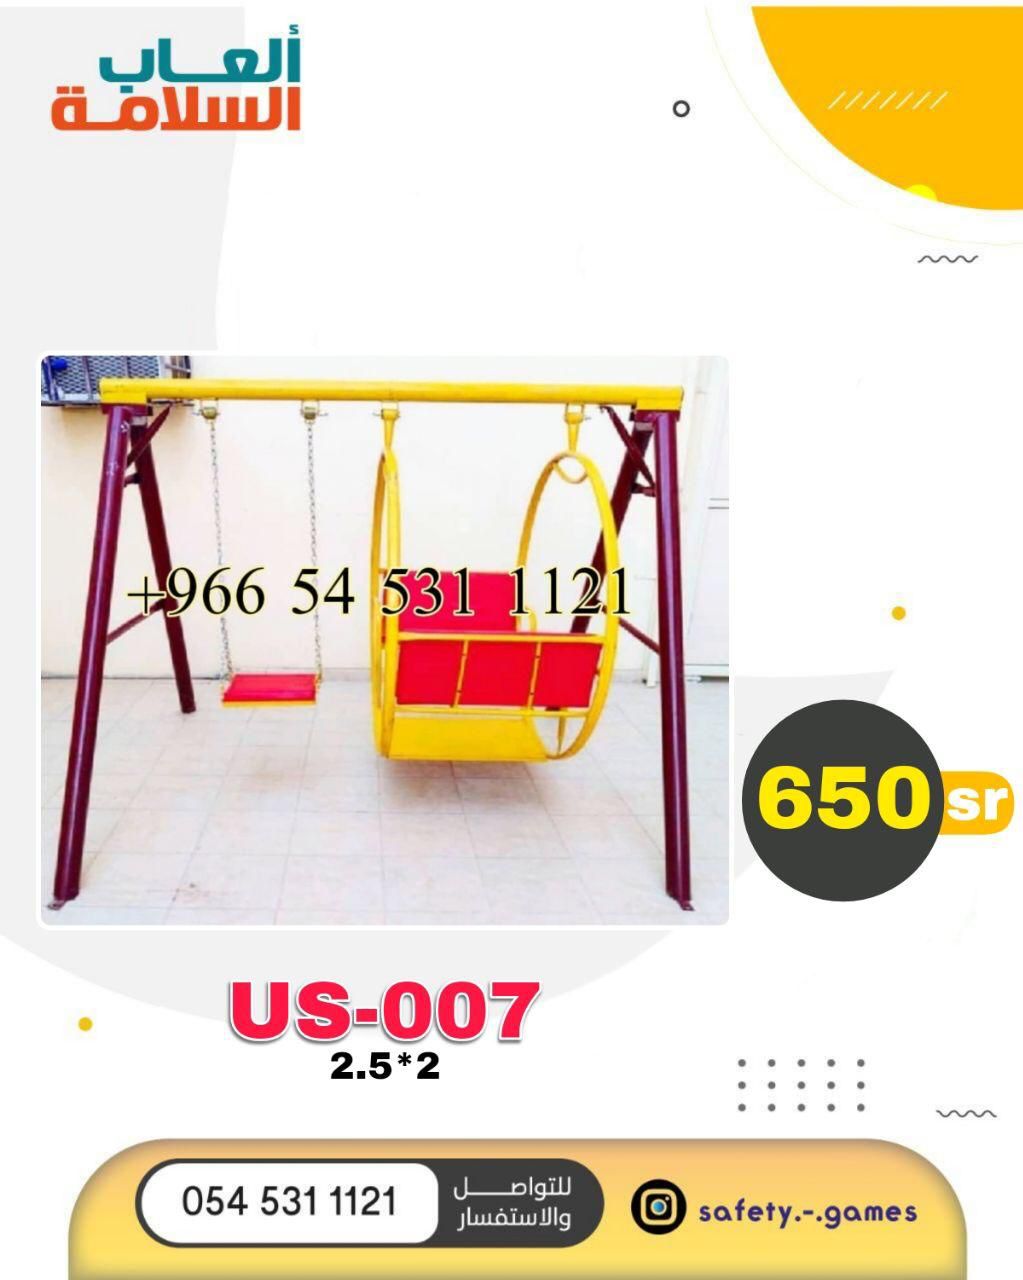 ألعاب
السلامة
+966 54 531 1121
650 sr
US-007
2.5*2
054 531 1121
للتواصل
والاستفسار
safety.-.games